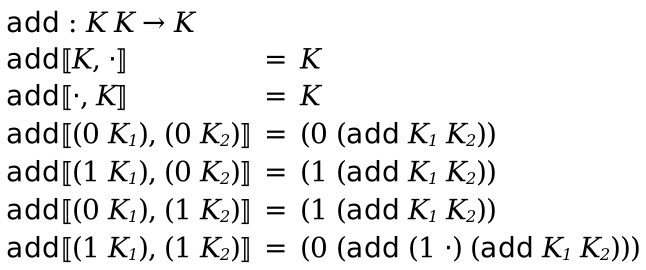 add : K K → K
add⟦K, ·⟧ = K
add⟦·, K⟧ = K
add⟦(0 K₁), (0 K₂)⟧ = (0 (add K₁ K₂))
add⟦(1 K₁), (0 K₂)⟧ = (1 (add K₁ K₂))
add⟦(0 K₁), (1 K₂)⟧ = (1 (add K₁ K₂))
add⟦(1 K₁), (1 K₂)⟧ = (0 (add (1 ·) (add K₁ K₂)))